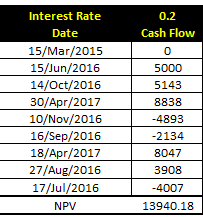 Interest Rate 0.2
Date Cash Flow
15/Mar/2015 0
15/Jun/2016 5000
14/Oct/2016 5143
30/Apr/2017 8838
10/Nov/2016 -4893
16/Sep/2016 -2134
18/Apr/2017 8047
27/Aug/2016 3908
17/Jul/2016 -4007
NPV 13940.18